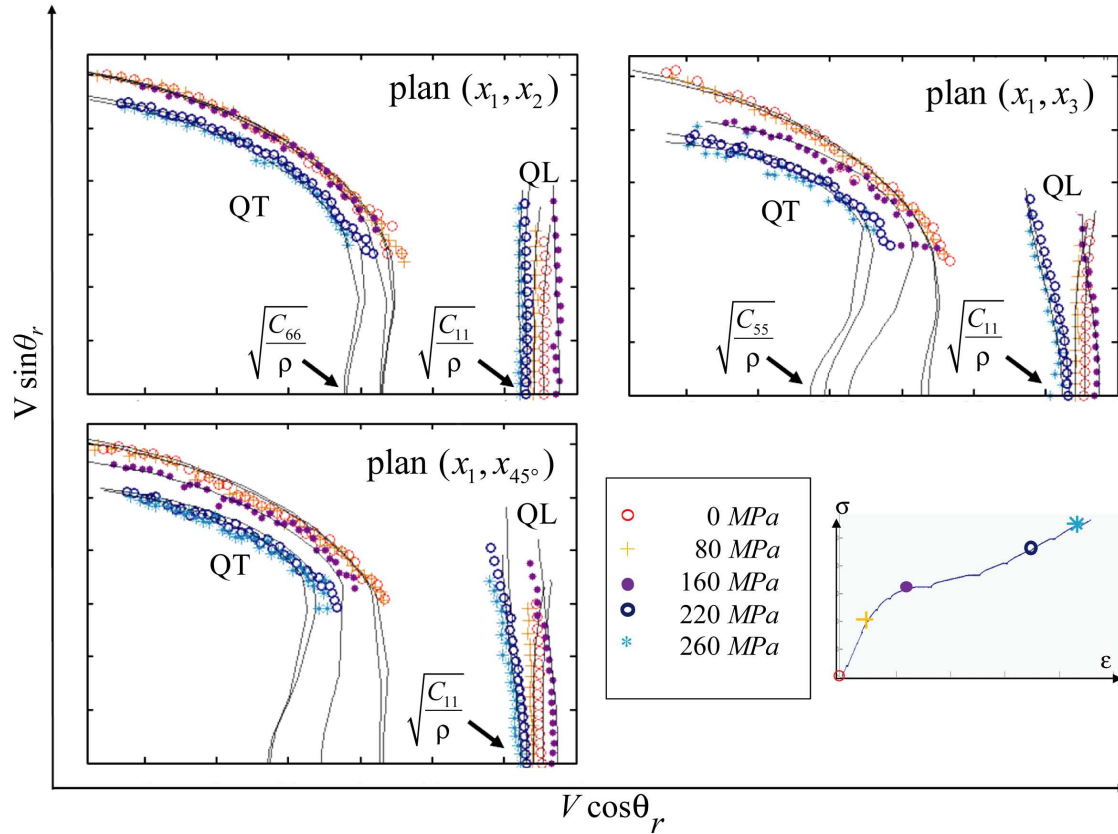 plan (x₁, x₂)
QL
QT
√(C₆₆/ρ)
√(C₁₁/ρ)
plan (x₁, x₃)
QL
QT
√(C₅₅/ρ)
√(C₁₁/ρ)
V sinθᵣ
plan (x₁, x₄₅°)
QL
QT
√(C₁₁/ρ)
0 MPa
80 MPa
160 MPa
220 MPa
260 MPa
σ
ε
V cosθᵣ